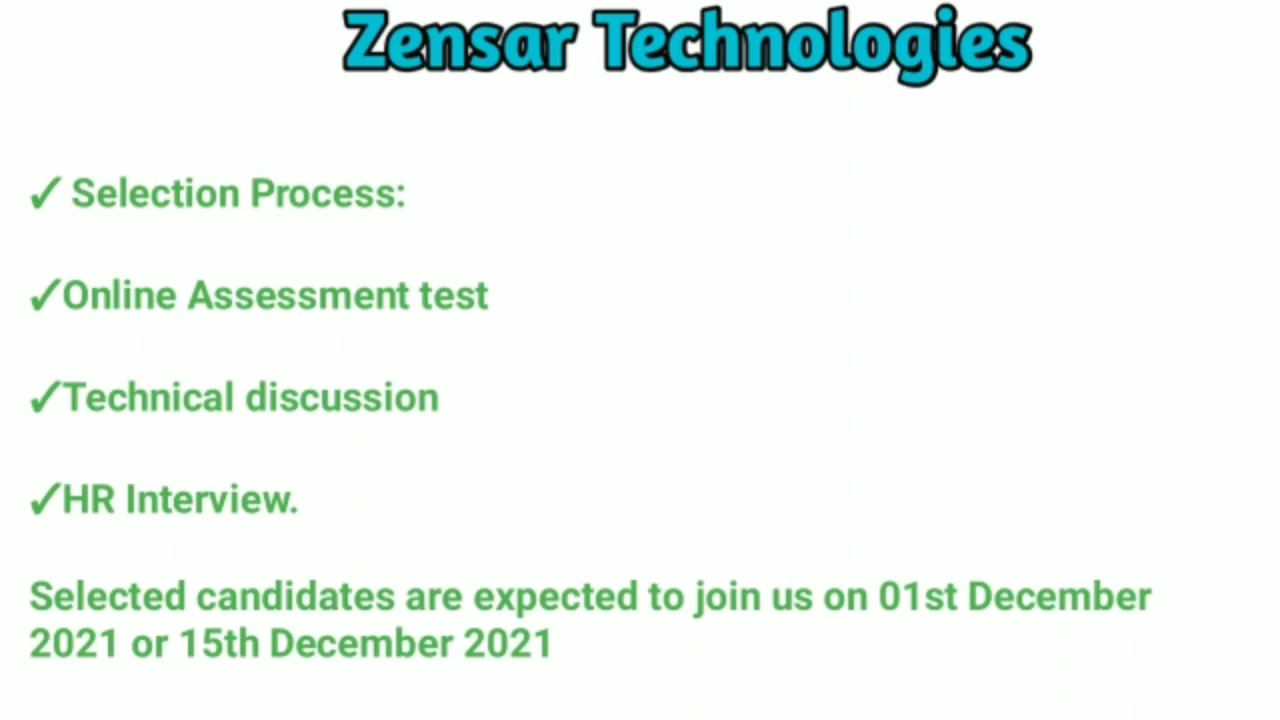 Zensar Technologies
✓ Selection Process:
✓Online Assessment test
✓Technical discussion
✓HR Interview.
Selected candidates are expected to join us on 01st December
2021 or 15th December 2021